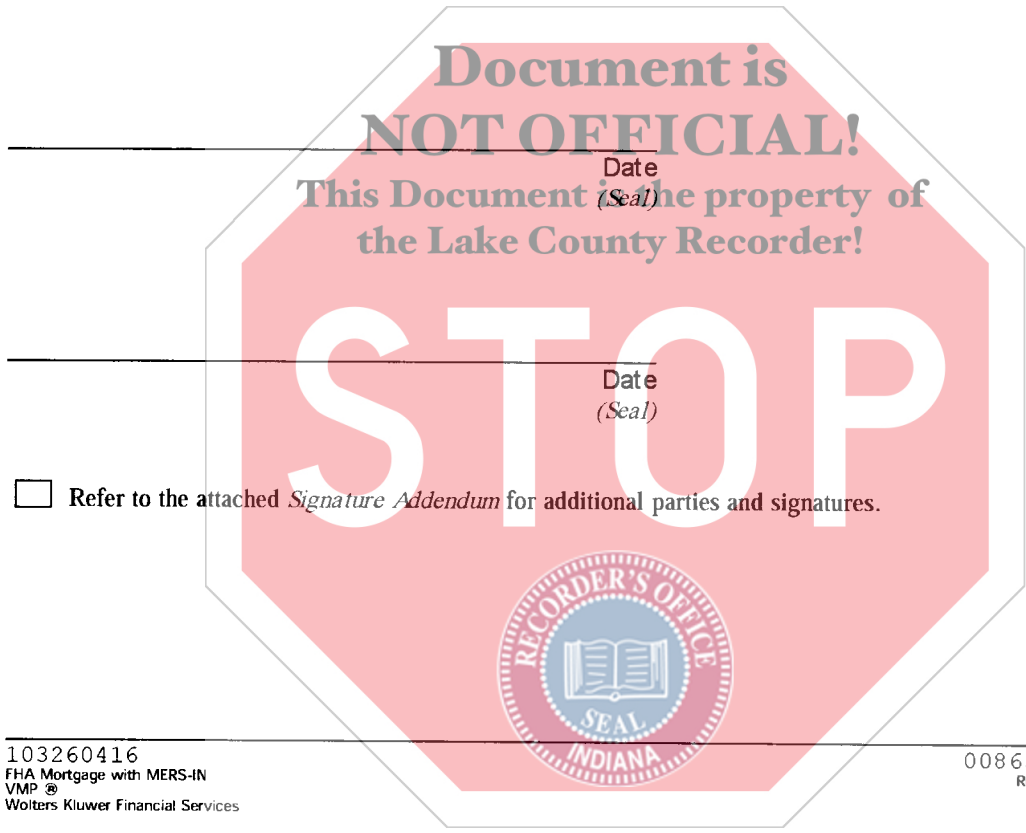 Document is
NOT OFFICIAL!
Date
This Document is the property of
(Seal)
the Lake County Recorder!
STOP
Date
(Seal)
Refer to the attached Signature Addendum for additional parties and signatures.
RECORDER'S OFFICE
SEAL
INDIANA
103260416
0086
FHA Mortgage with MERS-IN
R
VMP ®
Wolters Kluwer Financial Services